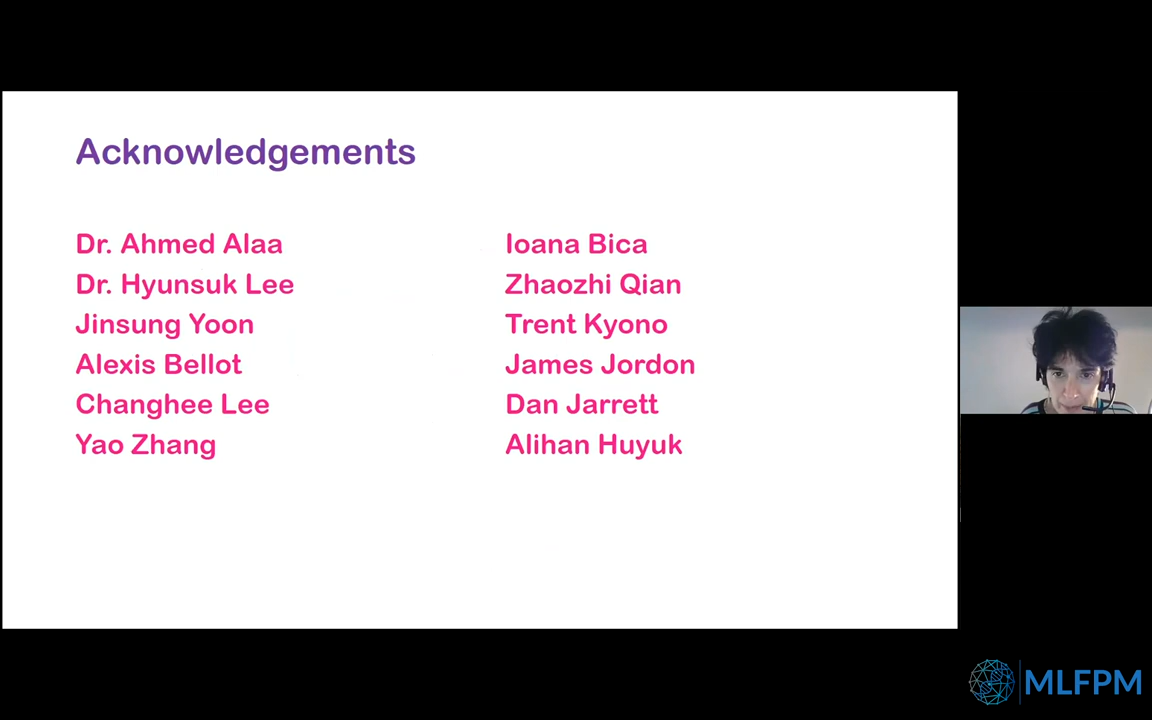 Acknowledgements
Dr. Ahmed Alaa
Dr. Hyunsuk Lee
Jinsung Yoon
Alexis Bellot
Changhee Lee
Yao Zhang
Ioana Bica
Zhaozhi Qian
Trent Kyono
James Jordon
Dan Jarrett
Alihan Huyuk
MLFPM